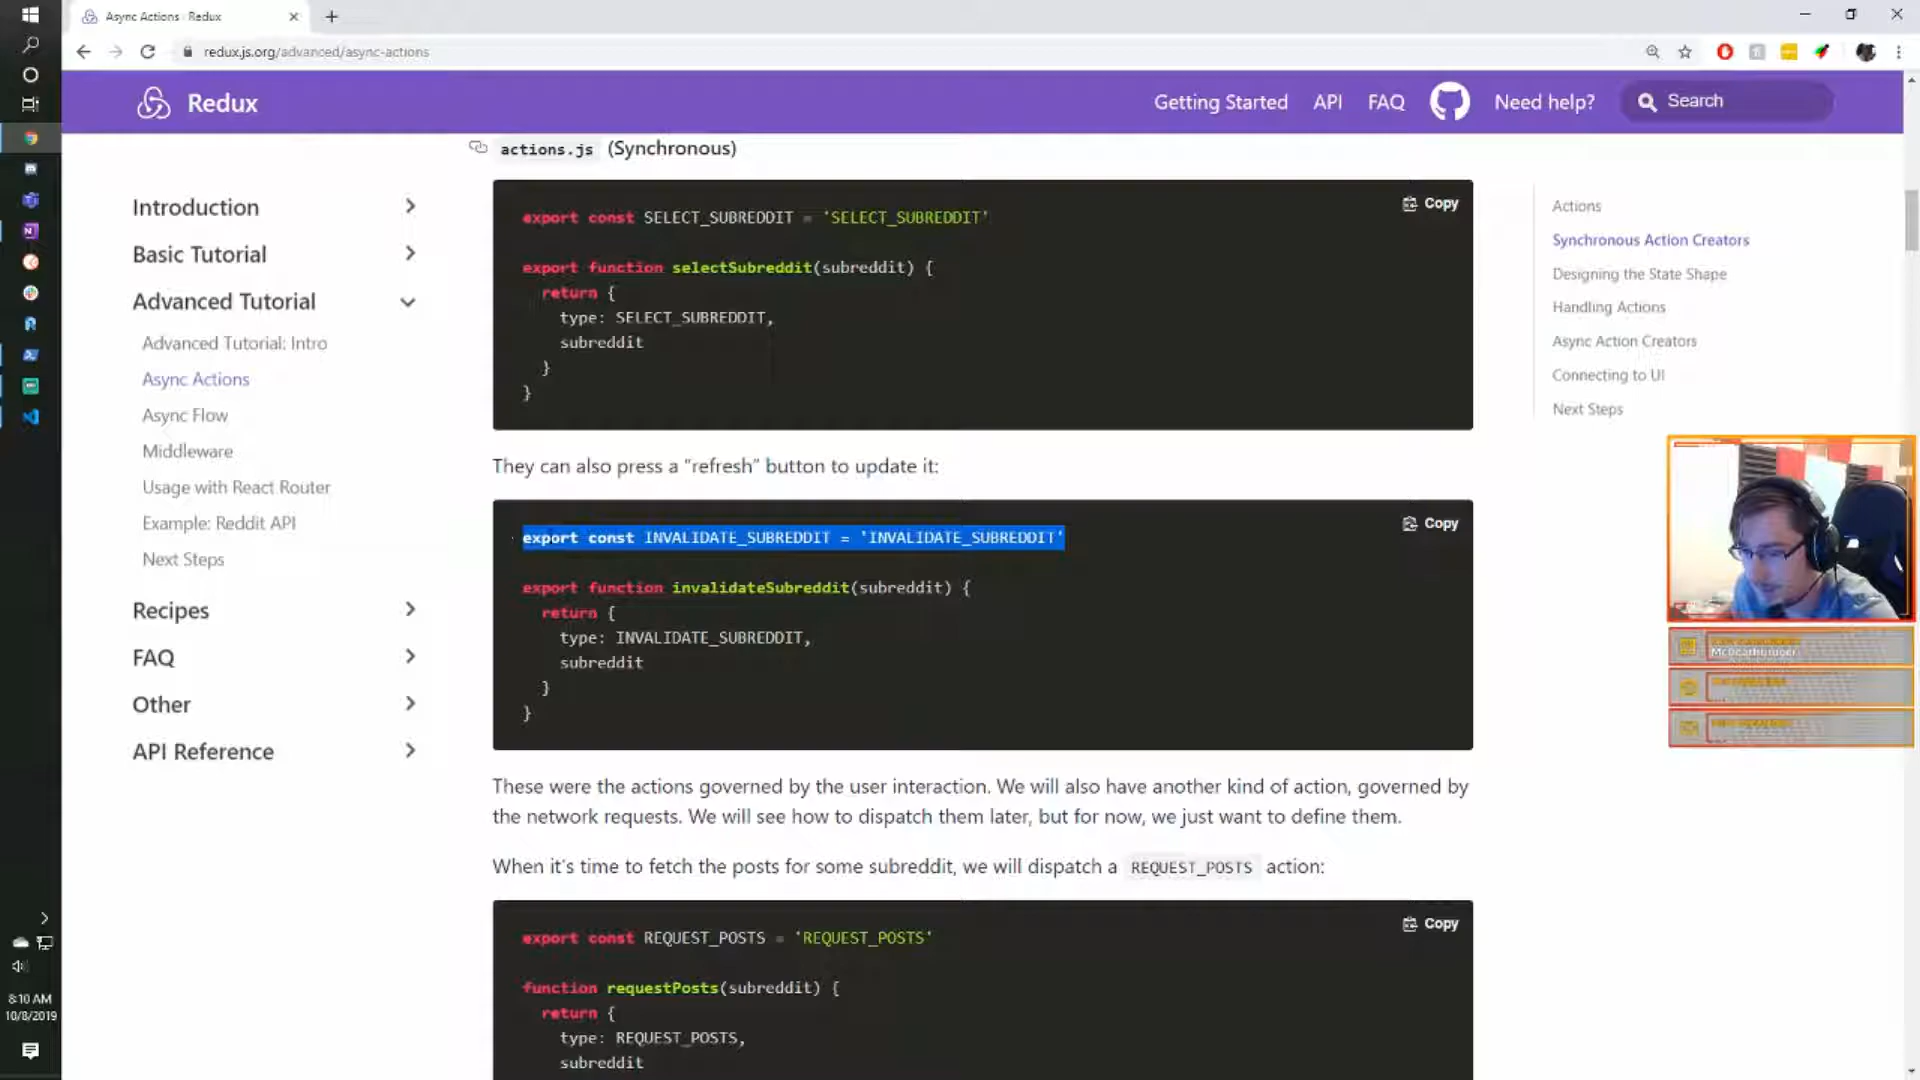 Async Actions · Redux
redux.js.org/advanced/async-actions
Redux
Getting Started
API
FAQ
Need help?
Search
Introduction
Basic Tutorial
Advanced Tutorial
Advanced Tutorial: Intro
Async Actions
Async Flow
Middleware
Usage with React Router
Example: Reddit API
Next Steps
Recipes
FAQ
Other
API Reference
actions.js (Synchronous)
Copy
export const SELECT_SUBREDDIT = 'SELECT_SUBREDDIT'
export function selectSubreddit(subreddit) {
return {
type: SELECT_SUBREDDIT,
subreddit
}
}
They can also press a “refresh” button to update it:
Copy
export const INVALIDATE_SUBREDDIT = 'INVALIDATE_SUBREDDIT'
export function invalidateSubreddit(subreddit) {
return {
type: INVALIDATE_SUBREDDIT,
subreddit
}
}
These were the actions governed by the user interaction. We will also have another kind of action, governed by
the network requests. We will see how to dispatch them later, but for now, we just want to define them.
When it's time to fetch the posts for some subreddit, we will dispatch a REQUEST_POSTS action:
Copy
export const REQUEST_POSTS = 'REQUEST_POSTS'
function requestPosts(subreddit) {
return {
type: REQUEST_POSTS,
subreddit
Actions
Synchronous Action Creators
Designing the State Shape
Handling Actions
Async Action Creators
Connecting to UI
Next Steps
8:10 AM
10/8/2019